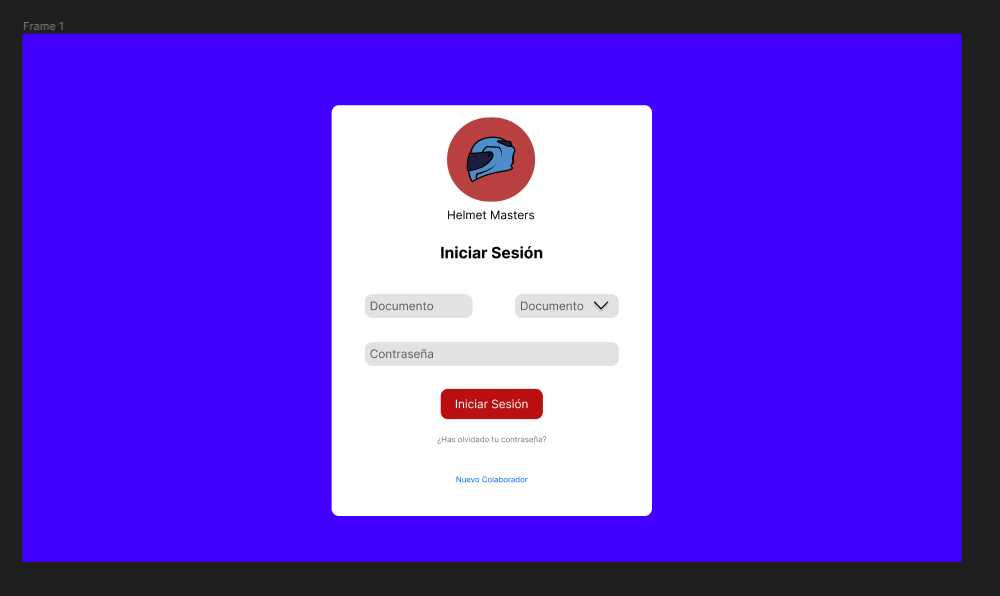 Frame 1
Helmet Masters
Iniciar Sesión
Documento
Documento
Contraseña
Iniciar Sesión
¿Has olvidado tu contraseña?
Nuevo Colaborador